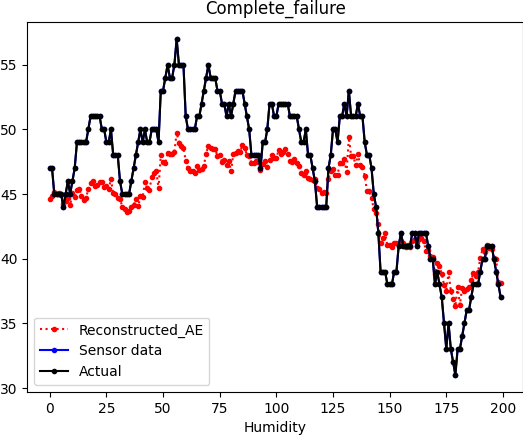 Complete_failure
55
50
45
40
35
30
Reconstructed_AE
Sensor data
Actual
0 25 50 75 100 125 150 175 200
Humidity